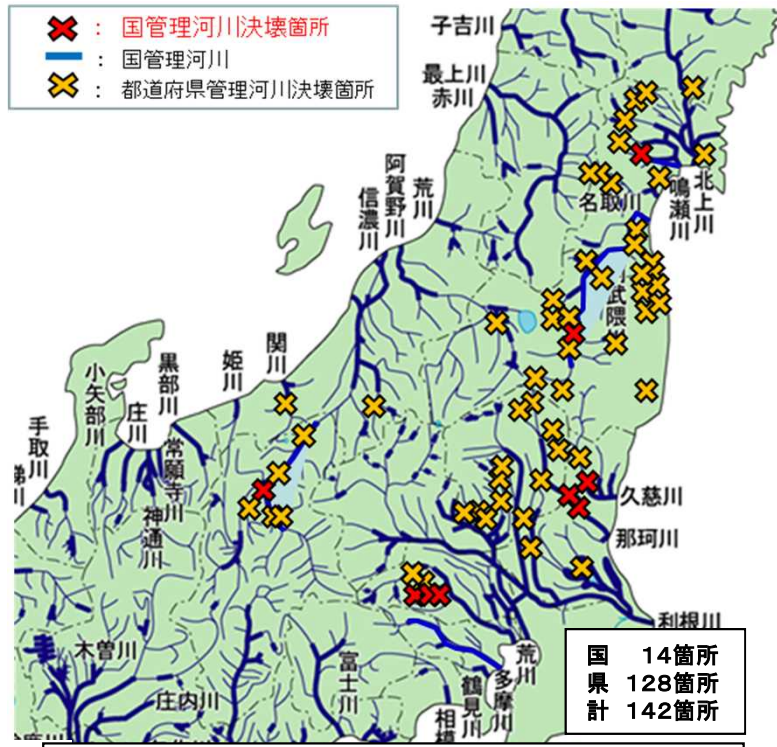 : 国管理河川決壊箇所
: 国管理河川
: 都道府県管理河川決壊箇所
子吉川
最上川
赤川
荒川
阿賀野川
信濃川
北上川
鳴瀬川
名取川
武隈
関川
姫川
黒部川
小矢部川
庄川
常願寺川
神通川
手取川
久慈川
那珂川
利根川
荒川
多摩川
鶴見川
相模
富士川
木曽川
庄内川
国 14箇所
県 128箇所
計 142箇所